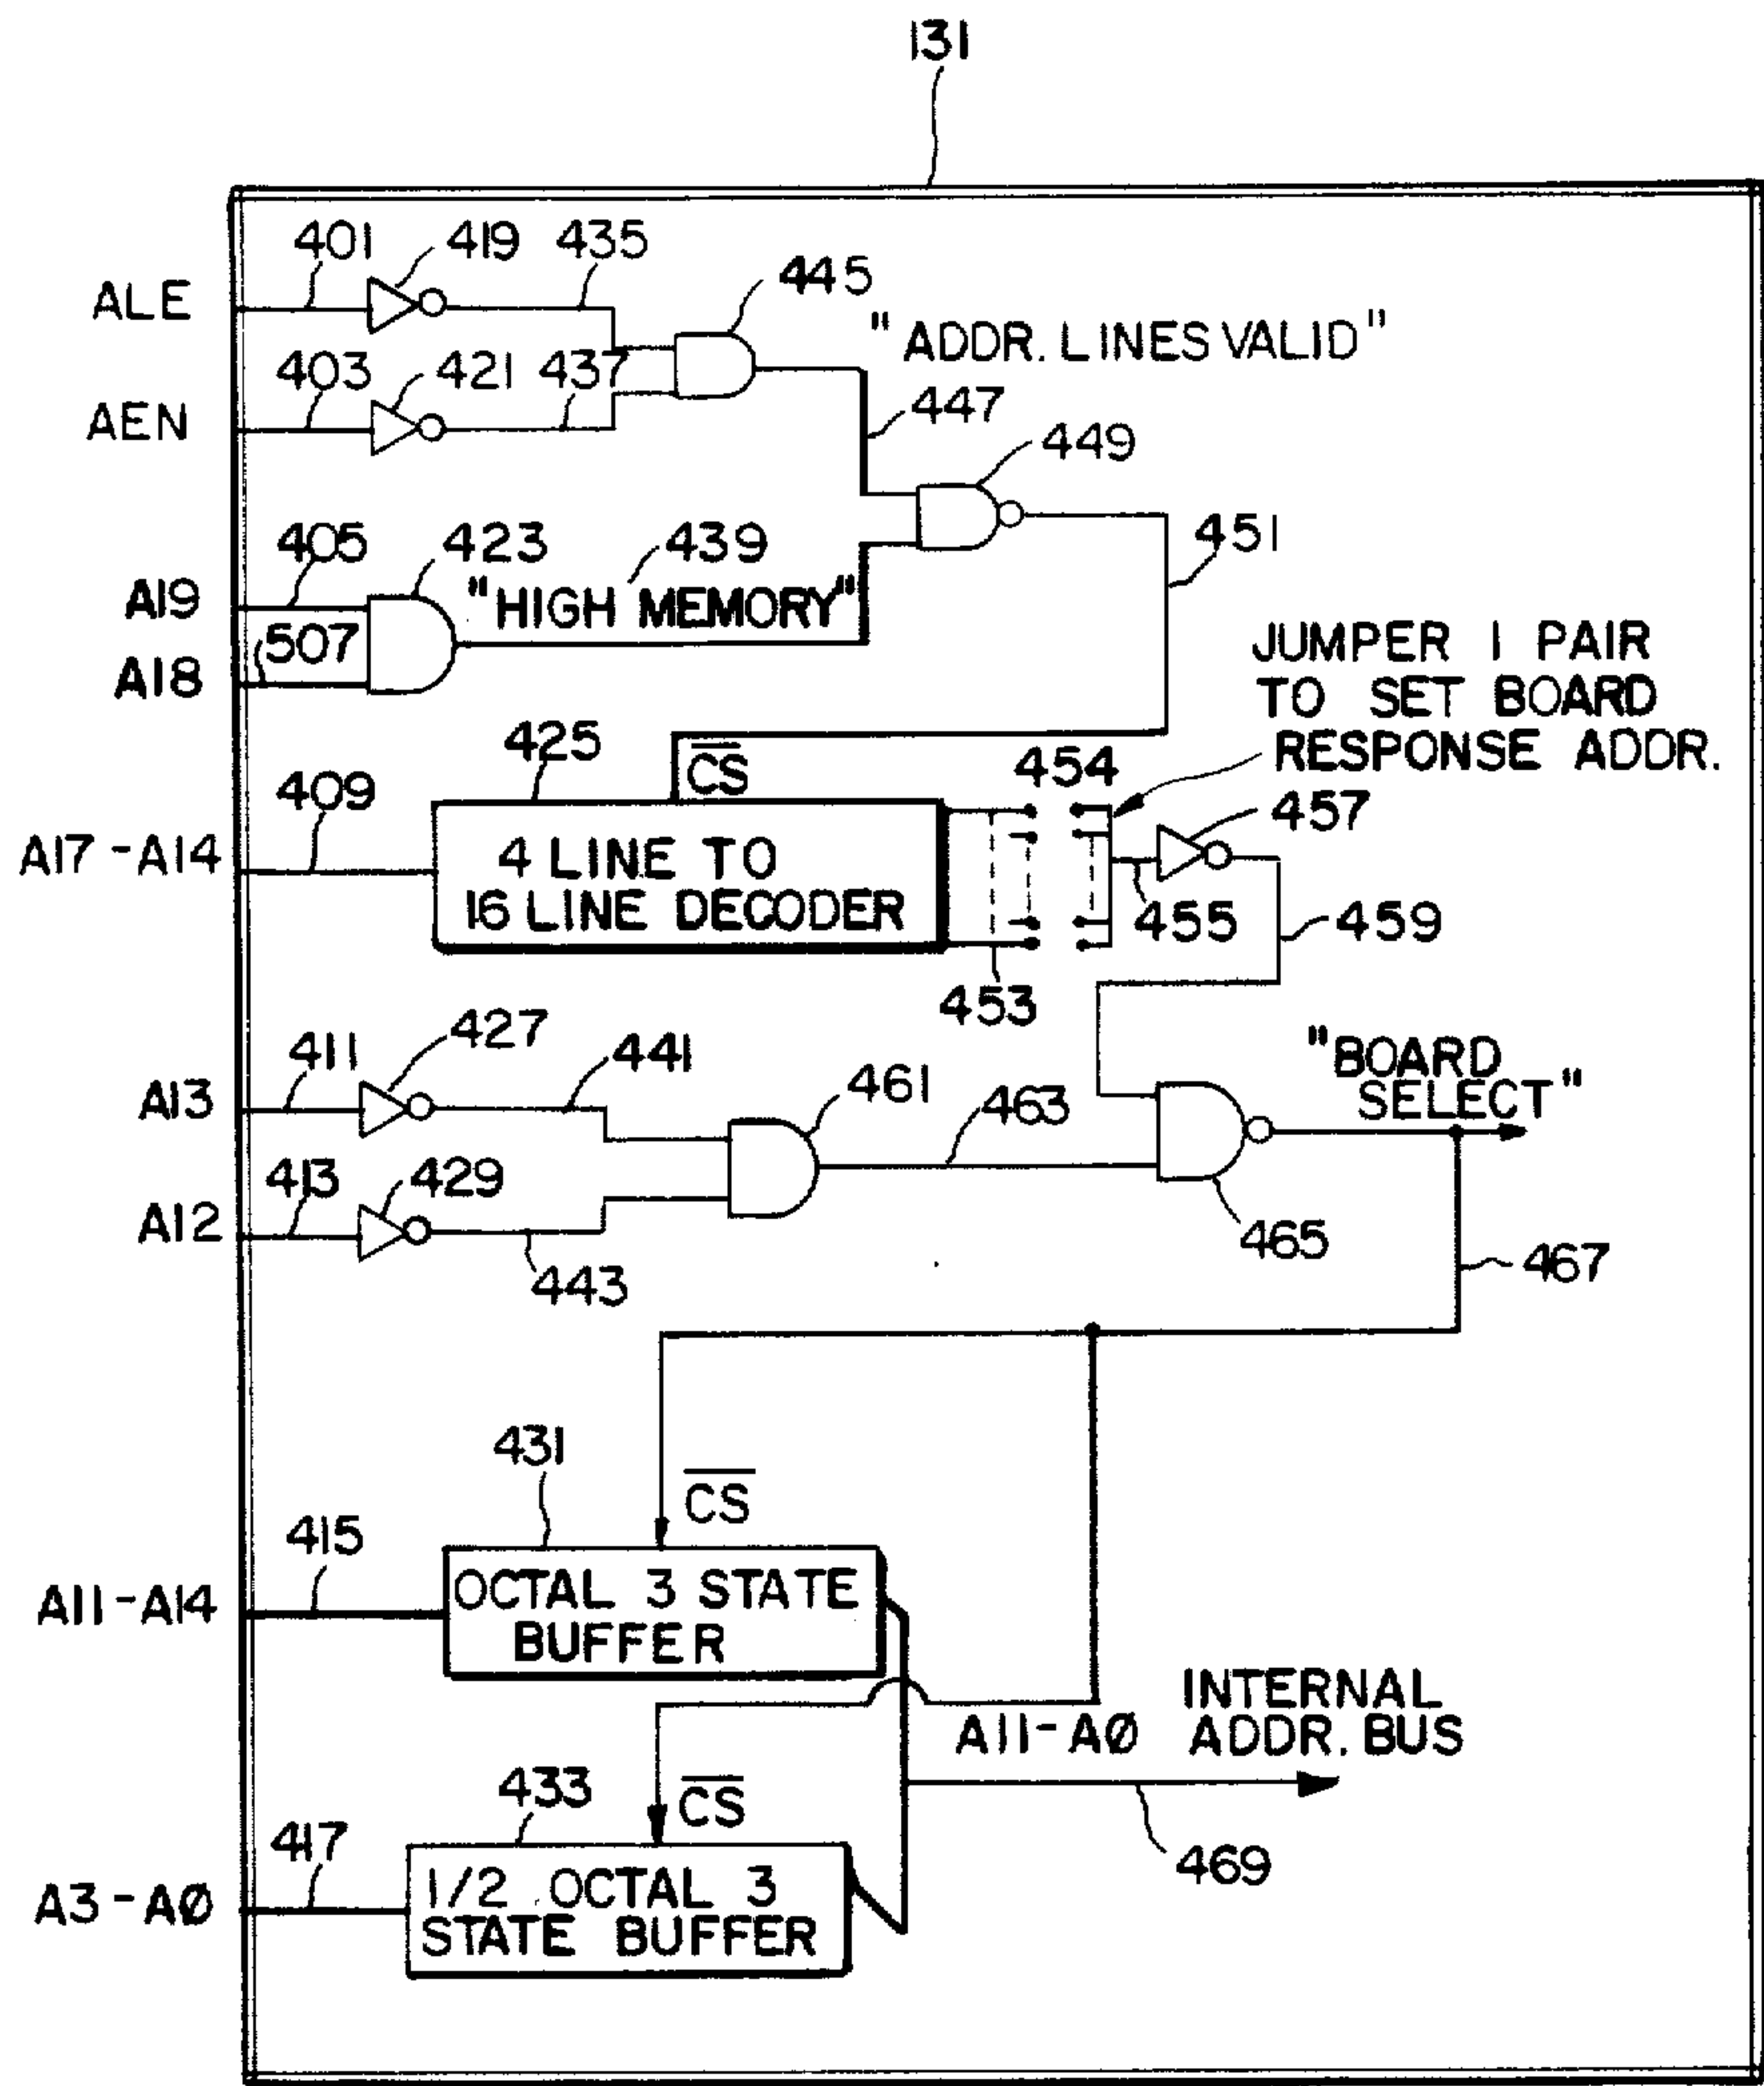 131
401
419
435
ALE
445
"ADDR. LINES VALID"
403
421
437
AEN
447
449
405
423
439
451
A19
"HIGH MEMORY"
507
A18
JUMPER 1 PAIR
TO SET BOARD
RESPONSE ADDR.
425
CS
454
409
457
A17-A14
4 LINE TO
16 LINE DECODER
455
459
453
411
427
441
461
463
"BOARD
SELECT"
A13
413
429
A12
465
443
467
431
CS
415
A11-A14
OCTAL 3 STATE
BUFFER
A11-AØ
INTERNAL
ADDR. BUS
433
CS
417
469
A3-AØ
1/2 OCTAL 3
STATE BUFFER